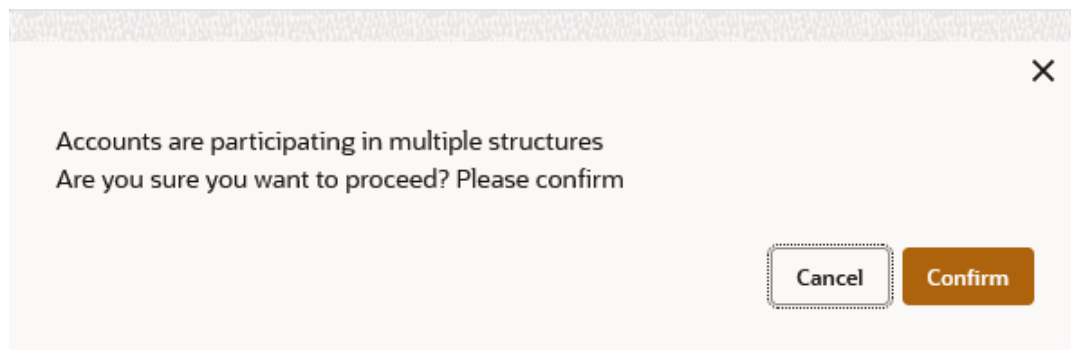 Accounts are participating in multiple structures
Are you sure you want to proceed? Please confirm
Cancel
Confirm